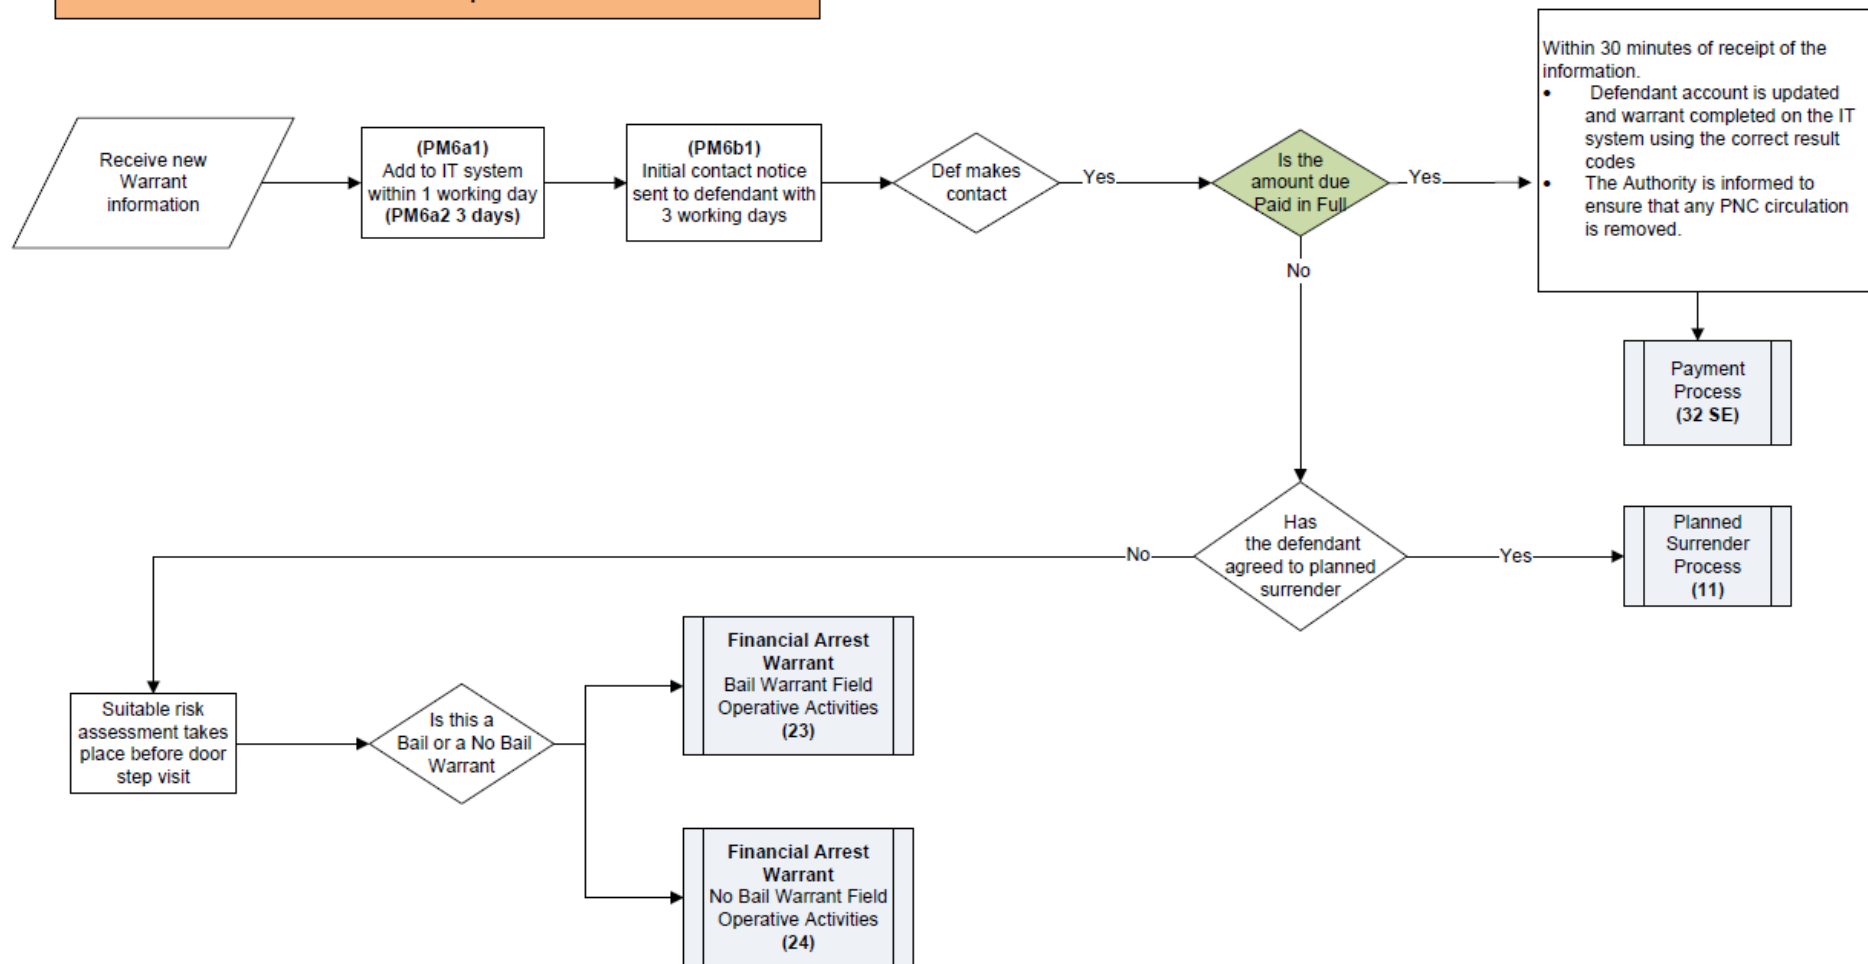 Receive new
Warrant
information
(PM6a1)
Add to IT system
within 1 working day
(PM6a2 3 days)
(PM6b1)
Initial contact notice
sent to defendant with
3 working days
Def makes
contact
Yes
Is the
amount due
Paid in Full
Yes
Within 30 minutes of receipt of the
information.
• Defendant account is updated
and warrant completed on the IT
system using the correct result
codes
• The Authority is informed to
ensure that any PNC circulation
is removed.
No
Payment
Process
(32 SE)
Has
the defendant
agreed to planned
surrender
Yes
Planned
Surrender
Process
(11)
No
Suitable risk
assessment takes
place before door
step visit
Is this a
Bail or a No Bail
Warrant
Financial Arrest
Warrant
Bail Warrant Field
Operative Activities
(23)
Financial Arrest
Warrant
No Bail Warrant Field
Operative Activities
(24)